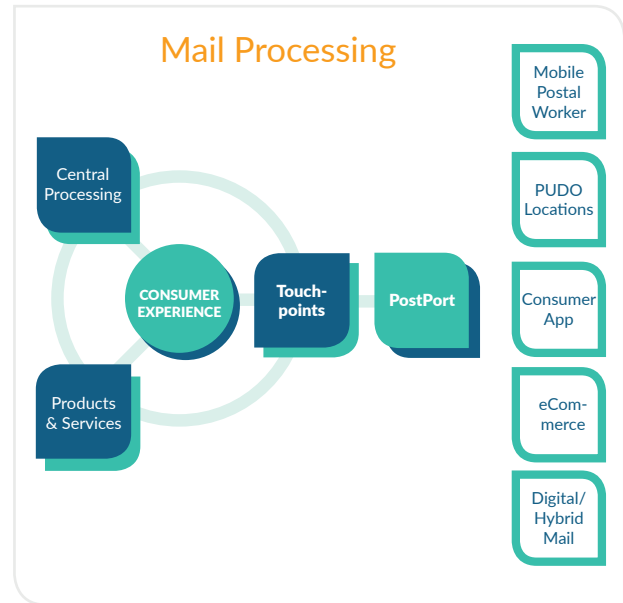 Mail Processing
Central
Processing
Products
& Services
CONSUMER
EXPERIENCE
Touch-
points
PostPort
Mobile
Postal
Worker
PUDO
Locations
Consumer
App
eCom-
merce
Digital/
Hybrid
Mail